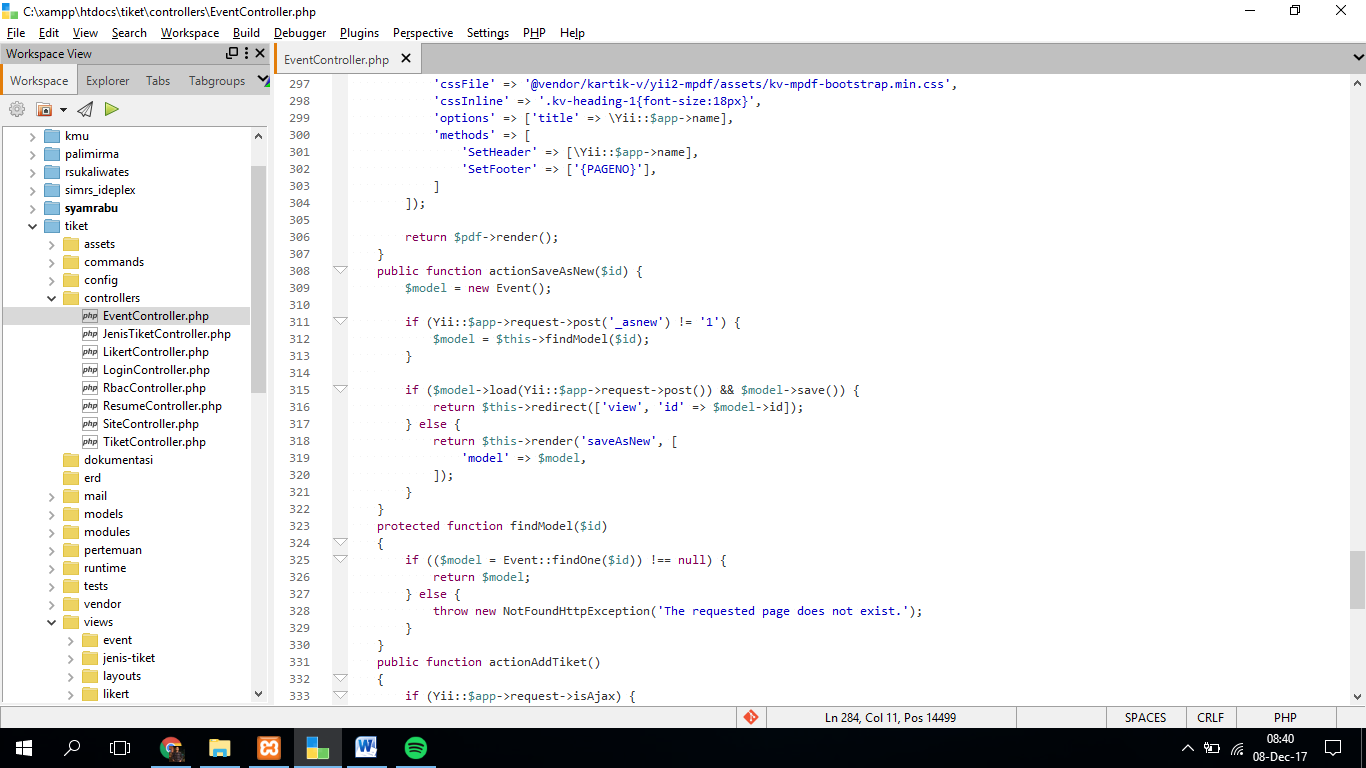 C:\xampp\htdocs\tiket\controllers\EventController.php
File Edit View Search Workspace Build Debugger Plugins Perspective Settings PHP Help
Workspace View
Workspace Explorer Tabs Tabgroups
kmu
palimirma
rsukaliwates
simrs_ideplex
syamrabu
tiket
assets
commands
config
controllers
php EventController.php
php JenisTiketController.php
php LikertController.php
php LoginController.php
php RbacController.php
php ResumeController.php
php SiteController.php
php TiketController.php
dokumentasi
erd
mail
models
modules
pertemuan
runtime
tests
vendor
views
event
jenis-tiket
layouts
likert
EventController.php
297 'cssFile' => '@vendor/kartik-v/yii2-mpdf/assets/kv-mpdf-bootstrap.min.css',
298 'cssInline' => '.kv-heading-1{font-size:18px}',
299 'options' => ['title' => \Yii::$app->name],
300 'methods' => [
301 'SetHeader' => [\Yii::$app->name],
302 'SetFooter' => ['{PAGENO}'],
303 ]
304 ]);
305
306 return $pdf->render();
307 }
308 public function actionSaveAsNew($id) {
309 $model = new Event();
310
311 if (Yii::$app->request->post('_asnew') != '1') {
312 $model = $this->findModel($id);
313 }
314
315 if ($model->load(Yii::$app->request->post()) && $model->save()) {
316 return $this->redirect(['view', 'id' => $model->id]);
317 } else {
318 return $this->render('saveAsNew', [
319 'model' => $model,
320 ]);
321 }
322 }
323 protected function findModel($id)
324 {
325 if (($model = Event::findOne($id)) !== null) {
326 return $model;
327 } else {
328 throw new NotFoundHttpException('The requested page does not exist.');
329 }
330 }
331 public function actionAddTiket()
332 {
333 if (Yii::$app->request->isAjax) {
Ln 284, Col 11, Pos 14499 SPACES CRLF PHP
08:40
08-Dec-17